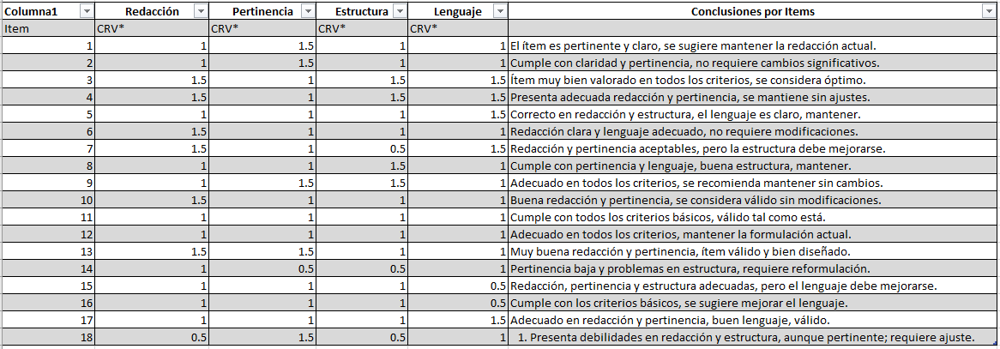 Columna1 Redacción Pertinencia Estructura Lenguaje Conclusiones por Items
Item CRV* CRV* CRV* CRV*
1 1 1.5 1 1 El ítem es pertinente y claro, se sugiere mantener la redacción actual.
2 1 1.5 1 1 Cumple con claridad y pertinencia, no requiere cambios significativos.
3 1.5 1 1.5 1.5 Ítem muy bien valorado en todos los criterios, se considera óptimo.
4 1.5 1 1.5 1.5 Presenta adecuada redacción y pertinencia, se mantiene sin ajustes.
5 1 1 1 1.5 Correcto en redacción y estructura, el lenguaje es claro, mantener.
6 1.5 1 1 1 Redacción clara y lenguaje adecuado, no requiere modificaciones.
7 1.5 1 0.5 1.5 Redacción y pertinencia aceptables, pero la estructura debe mejorarse.
8 1 1 1.5 1 Cumple con pertinencia y lenguaje, buena estructura, mantener.
9 1 1.5 1.5 1 Adecuado en todos los criterios, se recomienda mantener sin cambios.
10 1.5 1 1 1 Buena redacción y pertinencia, se considera válido sin modificaciones.
11 1 1 1 1 Cumple con todos los criterios básicos, válido tal como está.
12 1 1 1 1 Adecuado en todos los criterios, mantener la formulación actual.
13 1.5 1.5 1 1 Muy buena redacción y pertinencia, ítem válido y bien diseñado.
14 1 0.5 0.5 1 Pertinencia baja y problemas en estructura, requiere reformulación.
15 1 1 1 0.5 Redacción, pertinencia y estructura adecuadas, pero el lenguaje debe mejorarse.
16 1 1 1 0.5 Cumple con los criterios básicos, se sugiere mejorar el lenguaje.
17 1 1 1 1.5 Adecuado en redacción y pertinencia, buen lenguaje, válido.
18 0.5 1.5 0.5 1 1. Presenta debilidades en redacción y estructura, aunque pertinente; requiere ajuste.